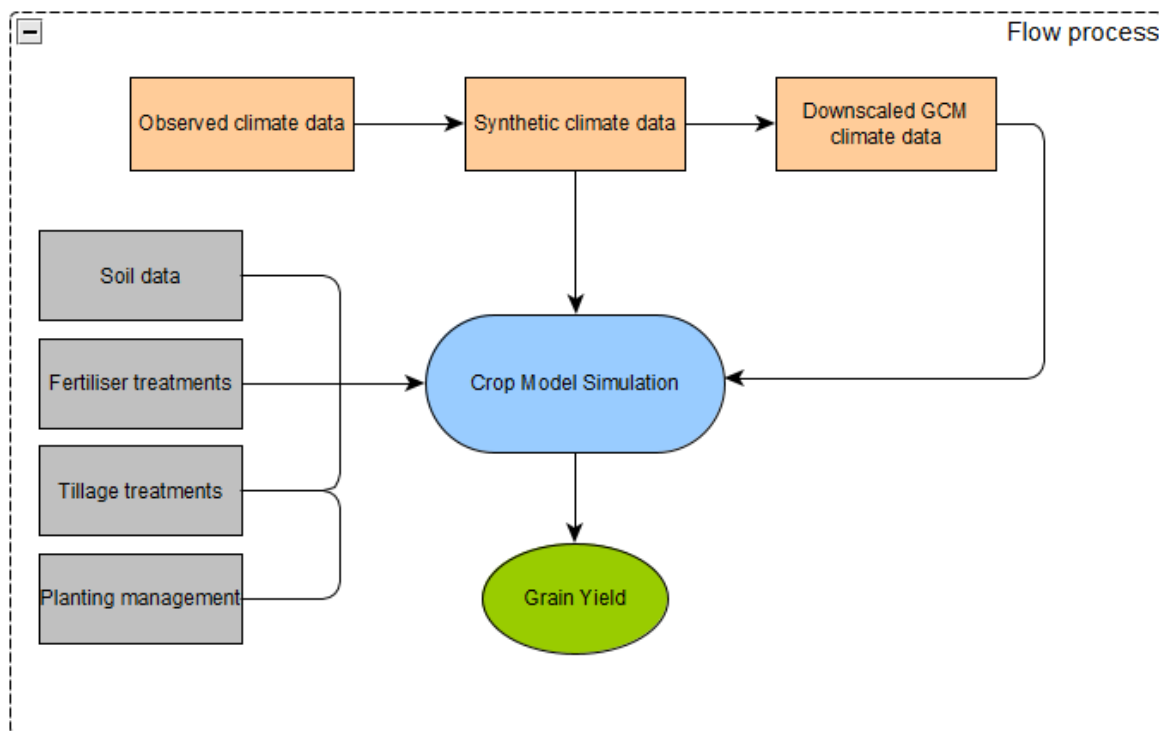 Flow process
Observed climate data
Synthetic climate data
Downscaled GCM
climate data
Soil data
Fertiliser treatments
Crop Model Simulation
Tillage treatments
Planting management
Grain Yield